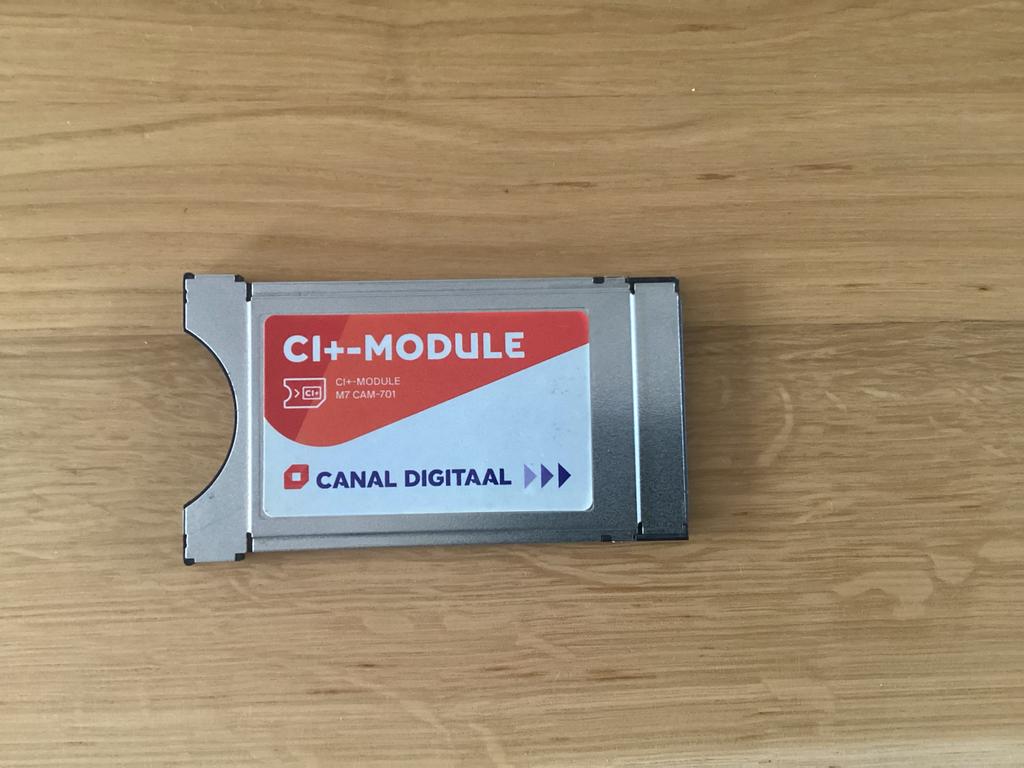 CI+-MODULE
CI+
CI+-MODULE
M7 CAM-701
CANAL DIGITAAL